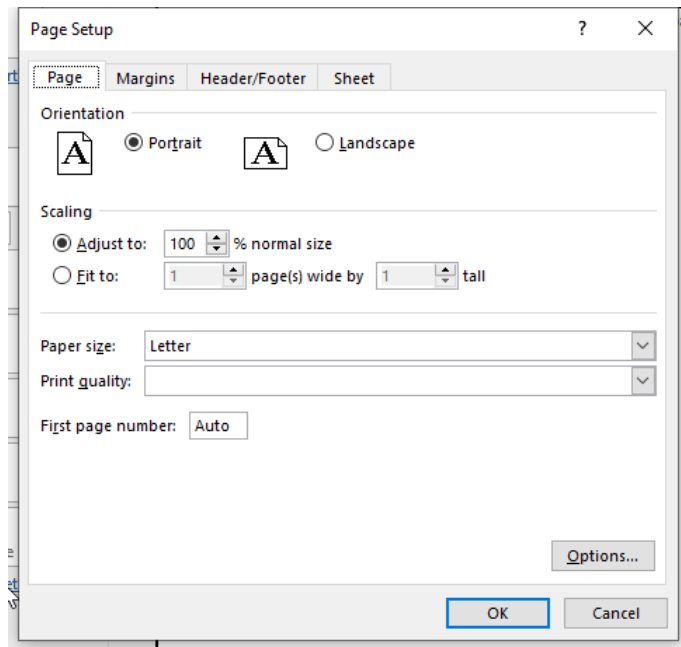 Page Setup ? ×
Page Margins Header/Footer Sheet
Orientation
A Portrait A Landscape
Scaling
Adjust to: 100 % normal size
Fit to: 1 page(s) wide by 1 tall
Paper size: Letter
Print quality:
First page number: Auto
Options...
OK Cancel